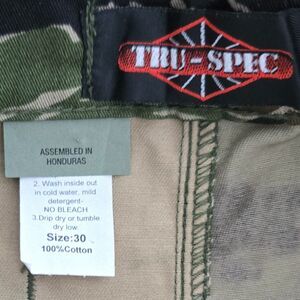 TRU-SPEC
ASSEMBLED IN
HONDURAS
2. Wash inside out
in cold water, mild
detergent-
NO BLEACH
3.Drip dry or tumble
dry low.
Size:30
100%Cotton